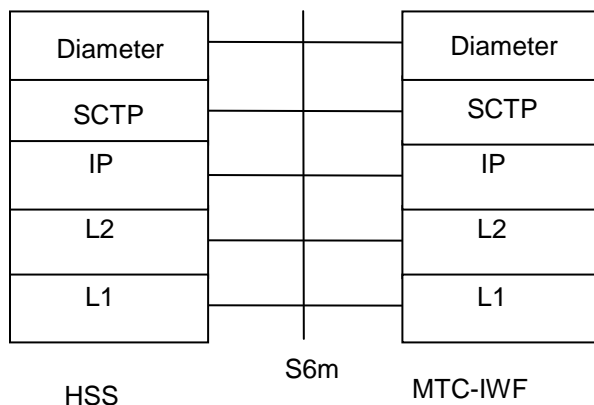 Diameter
Diameter
SCTP
SCTP
IP
IP
L2
L2
L1
L1
S6m
HSS
MTC-IWF